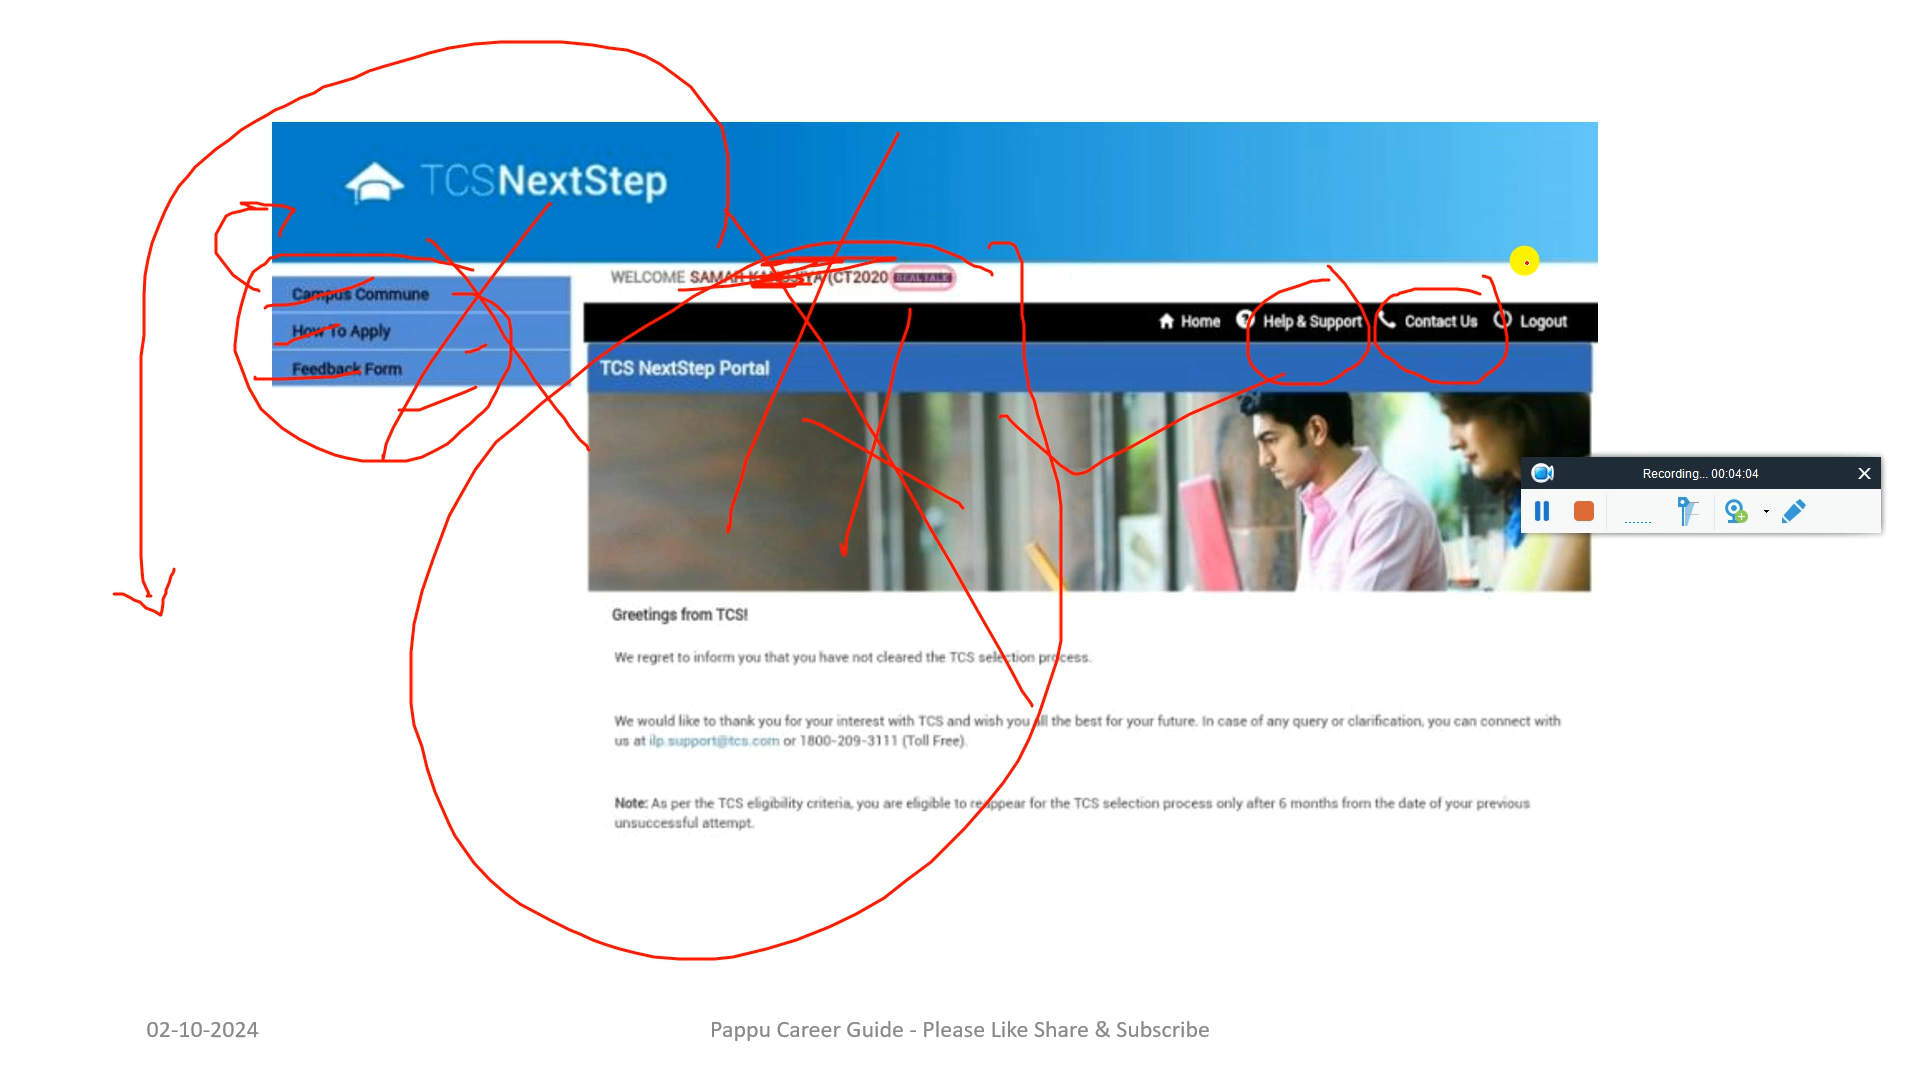 TCSNextStep
WELCOME SAMAR (CT2020 REAL TALK
Campus Commune
How To Apply
Feedback Form
Home Help & Support Contact Us Logout
TCS NextStep Portal
Recording... 00:04:04
Greetings from TCS!
We regret to inform you that you have not cleared the TCS selection process.
We would like to thank you for your interest with TCS and wish you all the best for your future. In case of any query or clarification, you can connect with
us at ilp.support@tcs.com or 1800-209-3111 (Toll Free).
Note: As per the TCS eligibility criteria, you are eligible to reappear for the TCS selection process only after 6 months from the date of your previous
unsuccessful attempt.
02-10-2024
Pappu Career Guide - Please Like Share & Subscribe